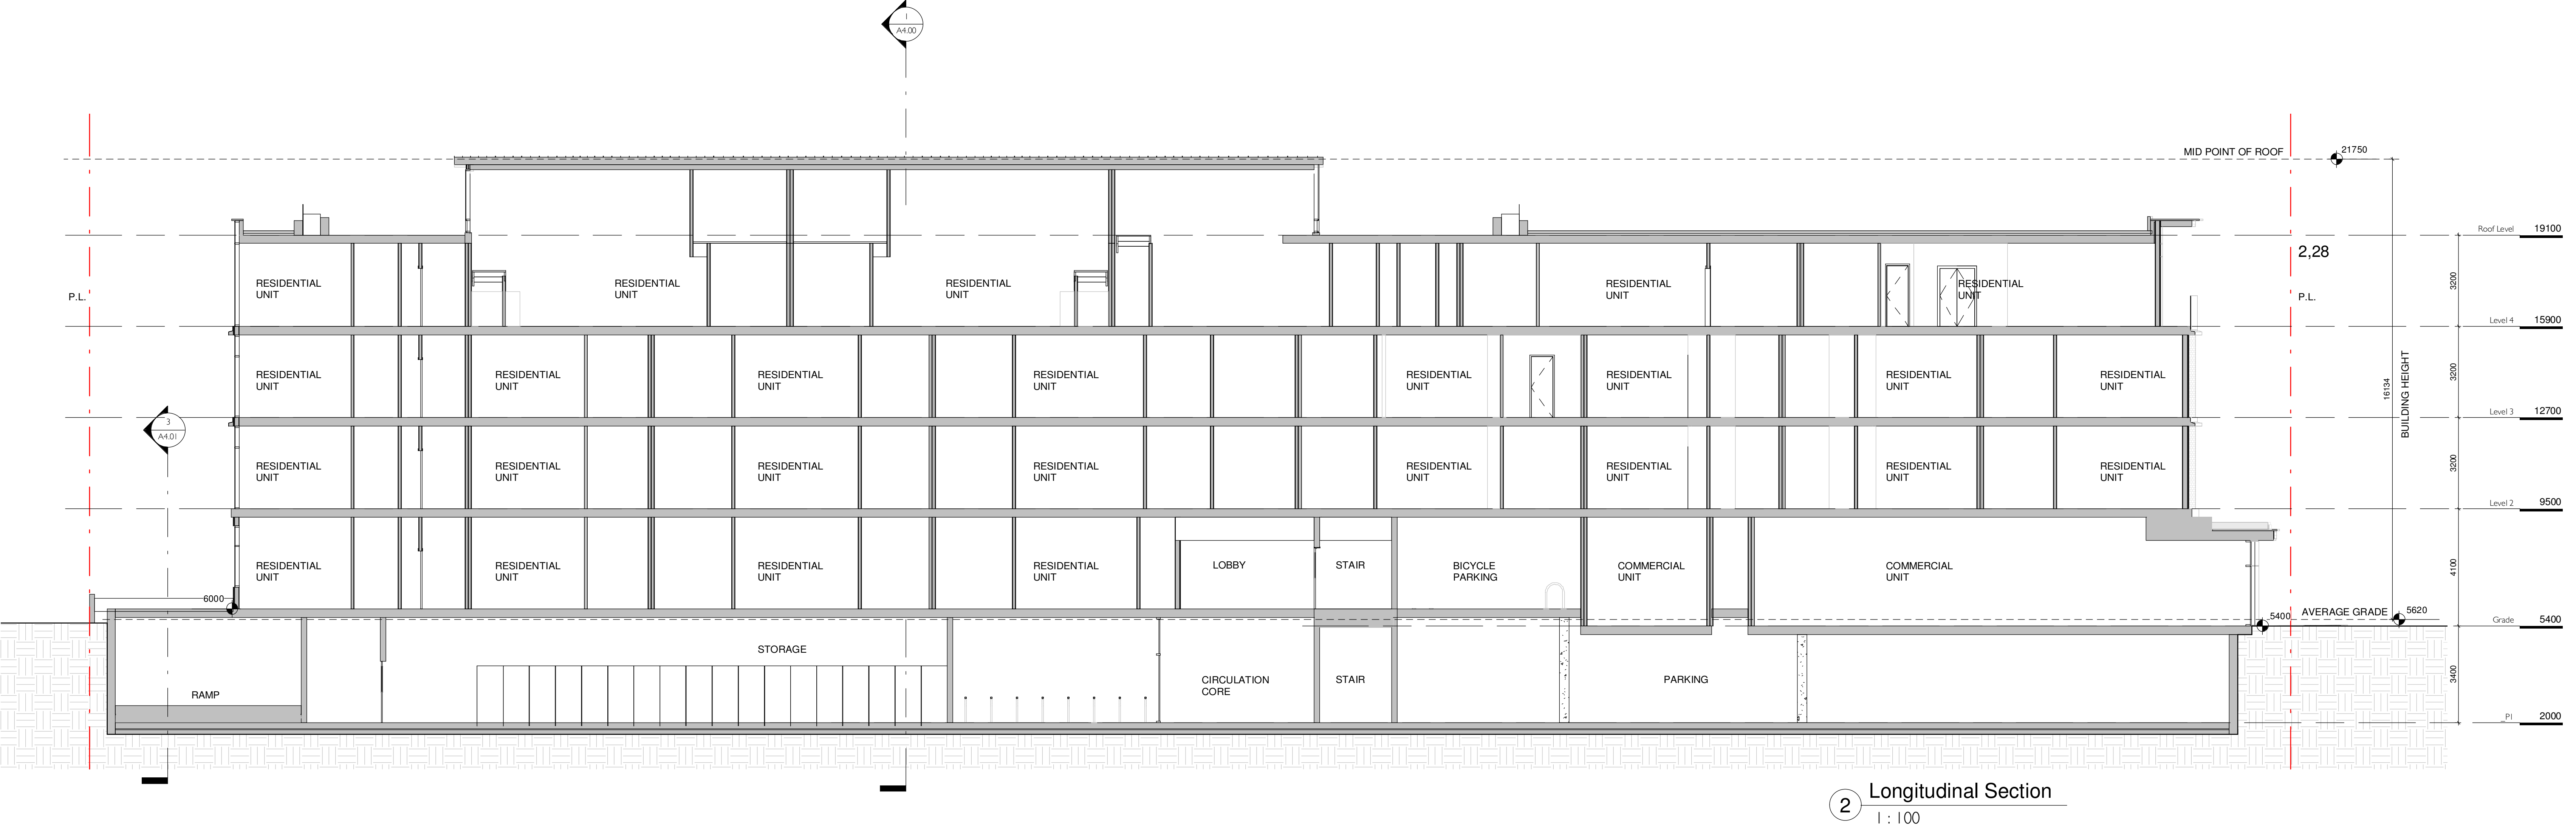 1
A4.00
MID POINT OF ROOF
21750
Roof Level
19100
2,28
RESIDENTIAL
UNIT
RESIDENTIAL
UNIT
RESIDENTIAL
UNIT
RESIDENTIAL
UNIT
RESIDENTIAL
UNIT
3200
P.L.
P.L.
Level 4
15900
RESIDENTIAL
UNIT
RESIDENTIAL
UNIT
RESIDENTIAL
UNIT
RESIDENTIAL
UNIT
RESIDENTIAL
UNIT
RESIDENTIAL
UNIT
RESIDENTIAL
UNIT
RESIDENTIAL
UNIT
3200
16134
BUILDING HEIGHT
Level 3
12700
3
A4.01
RESIDENTIAL
UNIT
RESIDENTIAL
UNIT
RESIDENTIAL
UNIT
RESIDENTIAL
UNIT
RESIDENTIAL
UNIT
RESIDENTIAL
UNIT
RESIDENTIAL
UNIT
RESIDENTIAL
UNIT
3200
Level 2
9500
RESIDENTIAL
UNIT
RESIDENTIAL
UNIT
RESIDENTIAL
UNIT
RESIDENTIAL
UNIT
LOBBY
STAIR
BICYCLE
PARKING
COMMERCIAL
UNIT
COMMERCIAL
UNIT
4100
6000
AVERAGE GRADE
5620
5400
Grade
5400
STORAGE
RAMP
CIRCULATION
CORE
STAIR
PARKING
3400
_P1
2000
2
Longitudinal Section
1 : 100